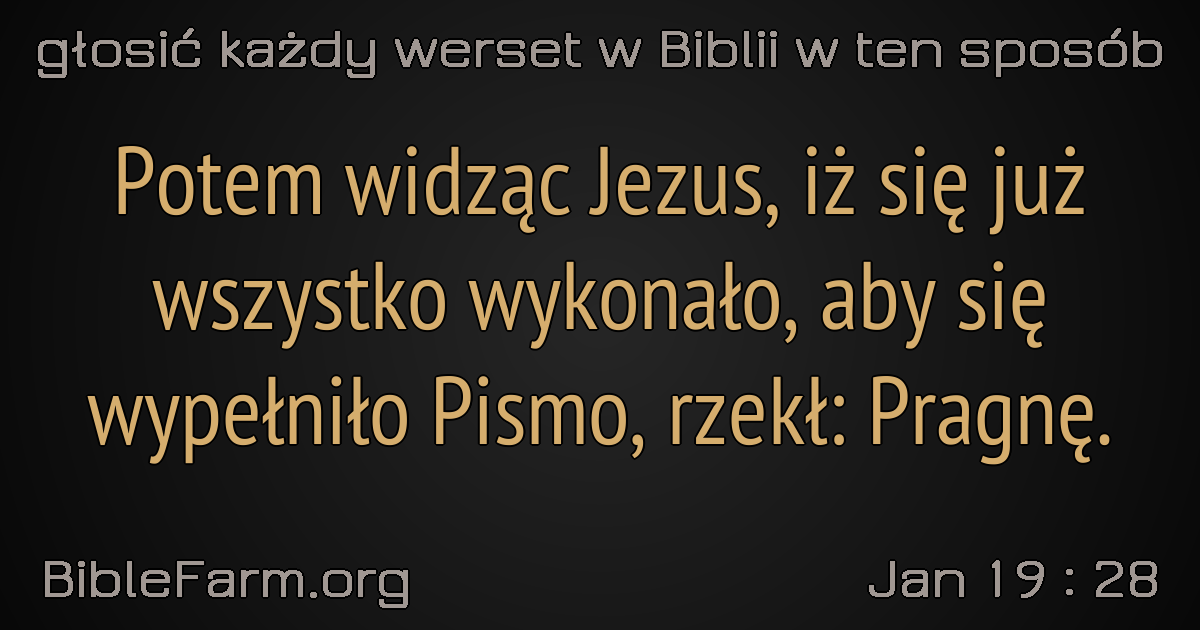 głosić każdy werset w Biblii w ten sposób
Potem widząc Jezus, iż się już
wszystko wykonało, aby się
wypełniło Pismo, rzekł: Pragnę.
BibleFarm.org
Jan 19 : 28